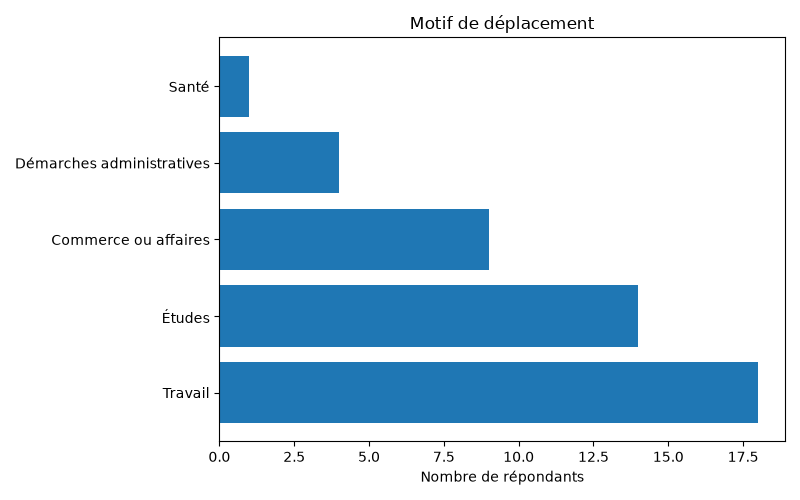 Motif de déplacement
Santé
Démarches administratives
Commerce ou affaires
Études
Travail
0.0 2.5 5.0 7.5 10.0 12.5 15.0 17.5
Nombre de répondants